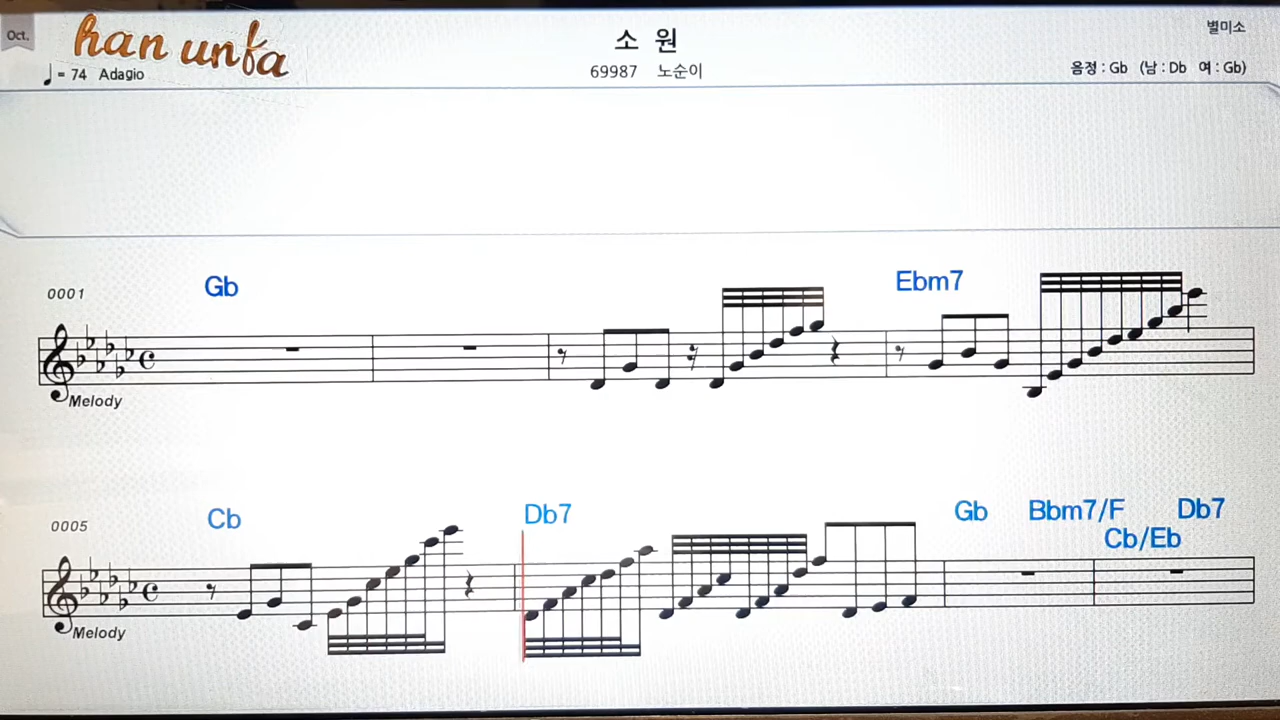 Oct.
han unfa
소 원
별미소
♩ = 74 Adagio
69987 노순이
음정 : Gb (남 : Db 여 : Gb)
0001
Gb
Ebm7
Melody
0005
Cb
Db7
Gb
Bbm7/F
Cb/Eb
Db7
Melody